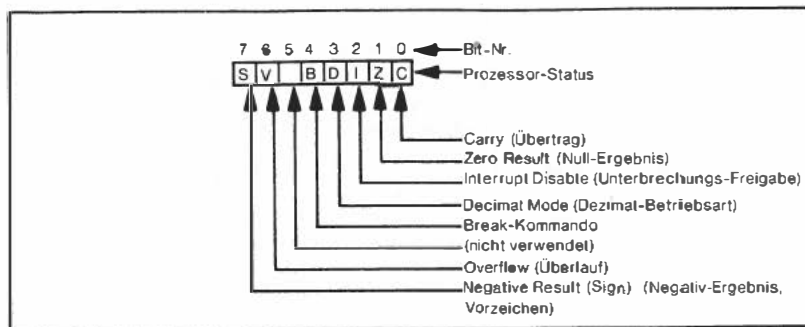 7 6 5 4 3 2 1 0 Bit-Nr.
S V B D I Z C Prozessor-Status
Carry (Übertrag)
Zero Result (Null-Ergebnis)
Interrupt Disable (Unterbrechungs-Freigabe)
Decimal Mode (Dezimal-Betriebsart)
Break-Kommando
(nicht verwendet)
Overflow (Überlauf)
Negative Result (Sign) (Negativ-Ergebnis,
Vorzeichen)